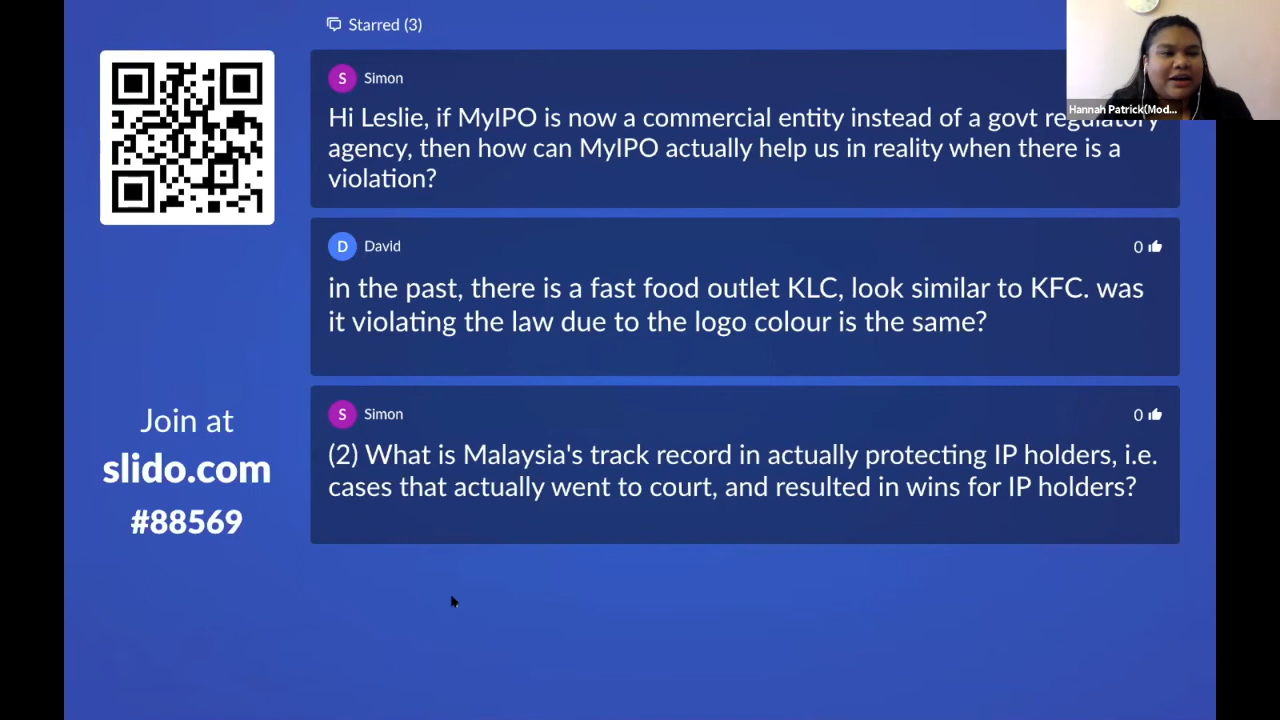 Starred (3)
S Simon
Hi Leslie, if MyIPO is now a commercial entity instead of a govt regulatory
agency, then how can MyIPO actually help us in reality when there is a
violation?
Hannah Patrick(Mod...
D David
0
in the past, there is a fast food outlet KLC, look similar to KFC. was
it violating the law due to the logo colour is the same?
S Simon
0
(2) What is Malaysia's track record in actually protecting IP holders, i.e.
cases that actually went to court, and resulted in wins for IP holders?
Join at
slido.com
#88569